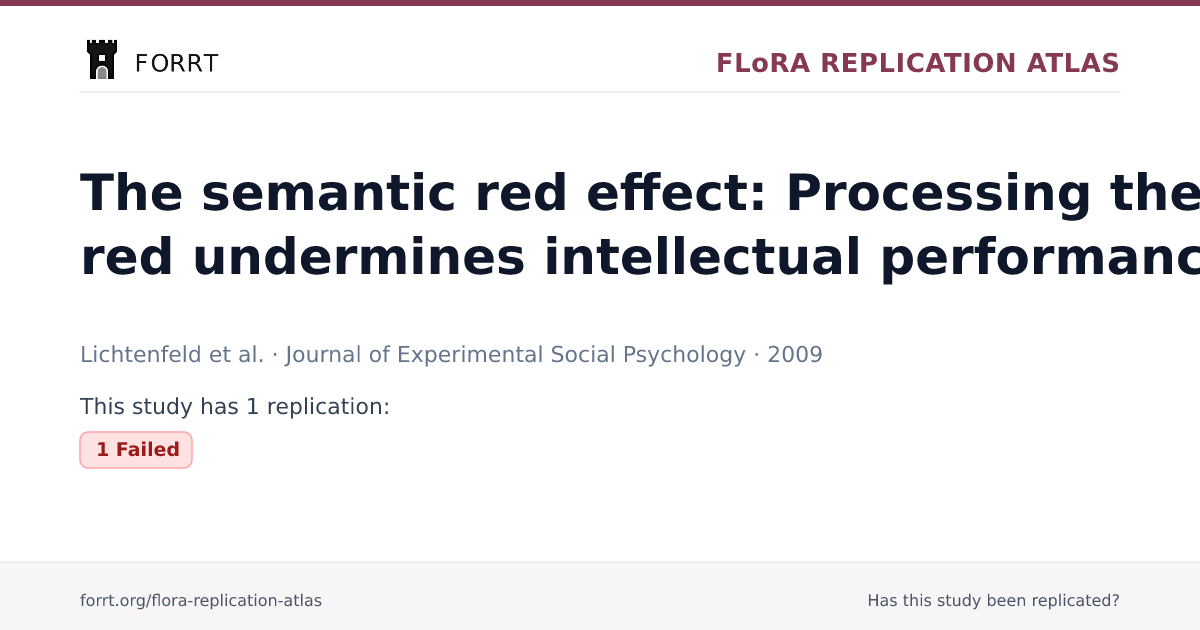 FORRT
FLoRA REPLICATION ATLAS
The semantic red effect: Processing the
red undermines intellectual performanc
Lichtenfeld et al. · Journal of Experimental Social Psychology · 2009
This study has 1 replication:
1 Failed
forrt.org/flora-replication-atlas
Has this study been replicated?